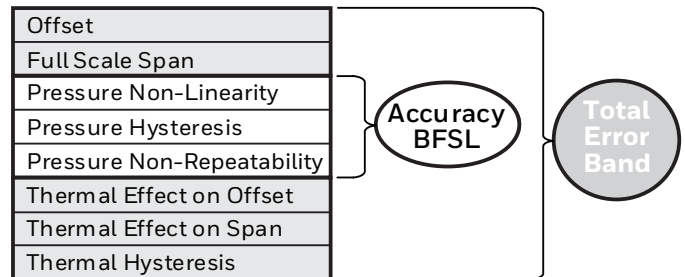 Offset
Full Scale Span
Pressure Non-Linearity
Pressure Hysteresis
Pressure Non-Repeatability
Thermal Effect on Offset
Thermal Effect on Span
Thermal Hysteresis
Accuracy
BFSL
Total
Error
Band